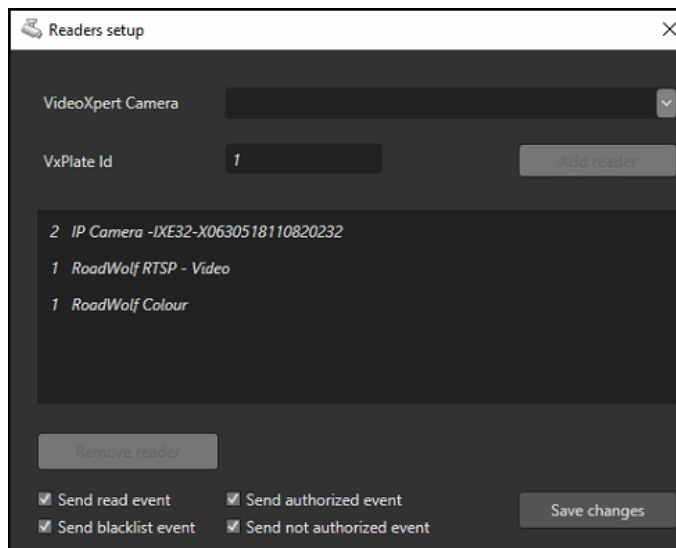 Readers setup
VideoXpert Camera
VxPlate Id 1 Add reader
2 IP Camera -IXE32-X0630518110820232
1 RoadWolf RTSP - Video
1 RoadWolf Colour
Remove reader
Send read event Send authorized event
Send blacklist event Send not authorized event
Save changes